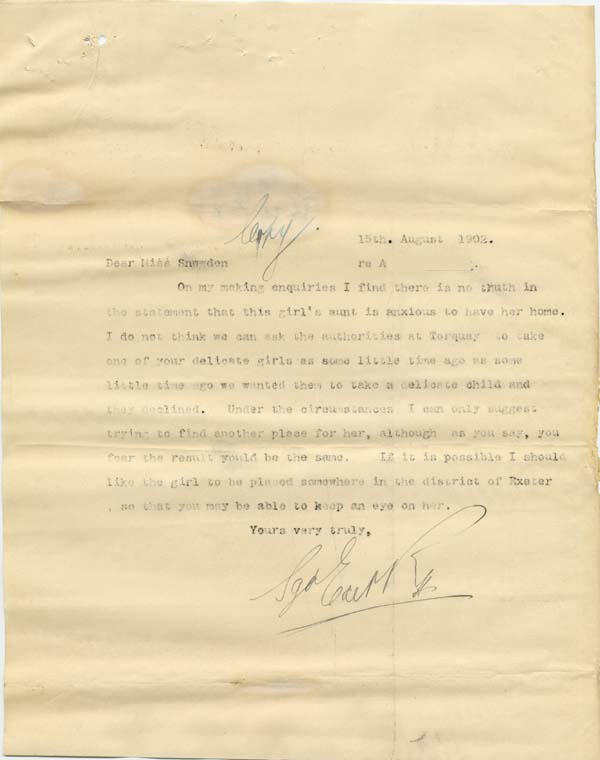 Copy.
15th. August 1902.
Dear Miss Snowdon re A
On my making enquiries I find there is no truth in
the statement that this girl's aunt is anxious to have her home.
I do not think we can ask the authorities at Torquay to take
one of your delicate girls as some little time ago as some
little time ago we wanted them to take a delicate child and
they declined. Under the circumstances I can only suggest
trying to find another place for her, although as you say, you
fear the result would be the same. If it is possible I should
like the girl to be placed somewhere in the district of Exeter
, so that you may be able to keep an eye on her.
Yours very truly,
Sgd